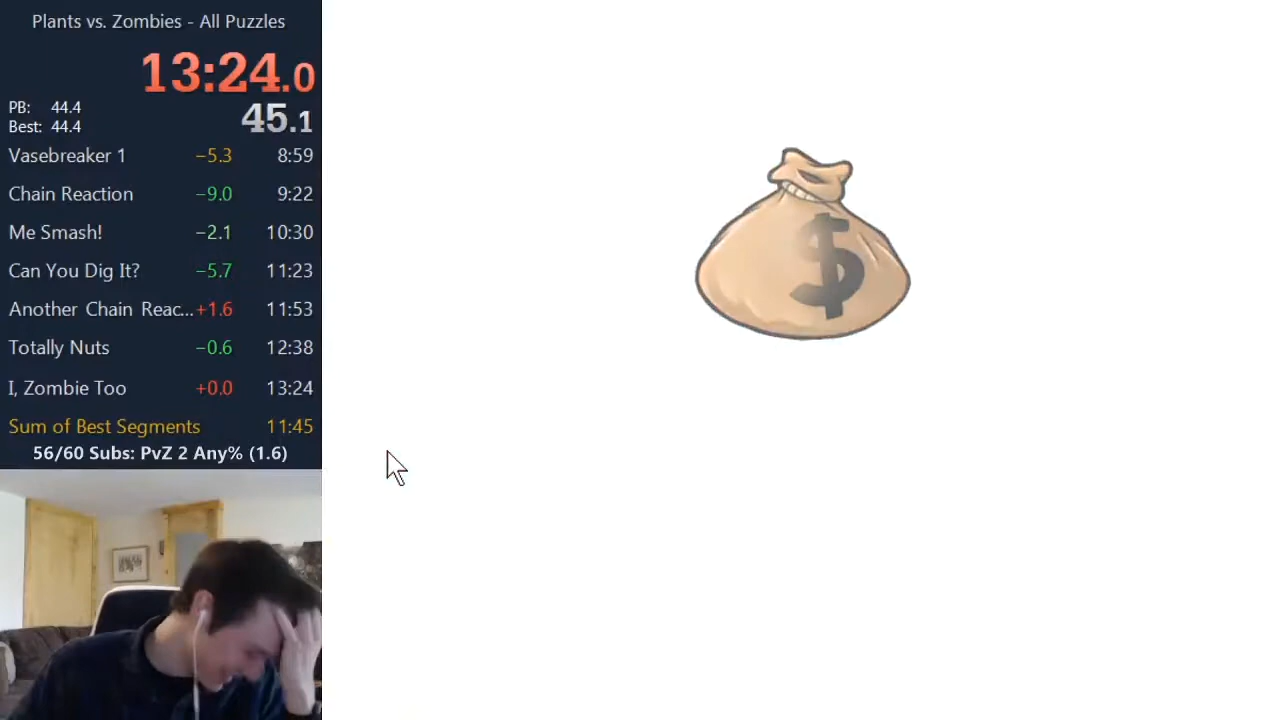 Plants vs. Zombies - All Puzzles
13:24.0
PB: 44.4
Best: 44.4
45.1
Vasebreaker 1 −5.3 8:59
Chain Reaction −9.0 9:22
Me Smash! −2.1 10:30
Can You Dig It? −5.7 11:23
Another Chain Reac... +1.6 11:53
Totally Nuts −0.6 12:38
I, Zombie Too +0.0 13:24
Sum of Best Segments 11:45
56/60 Subs: PvZ 2 Any% (1.6)
$